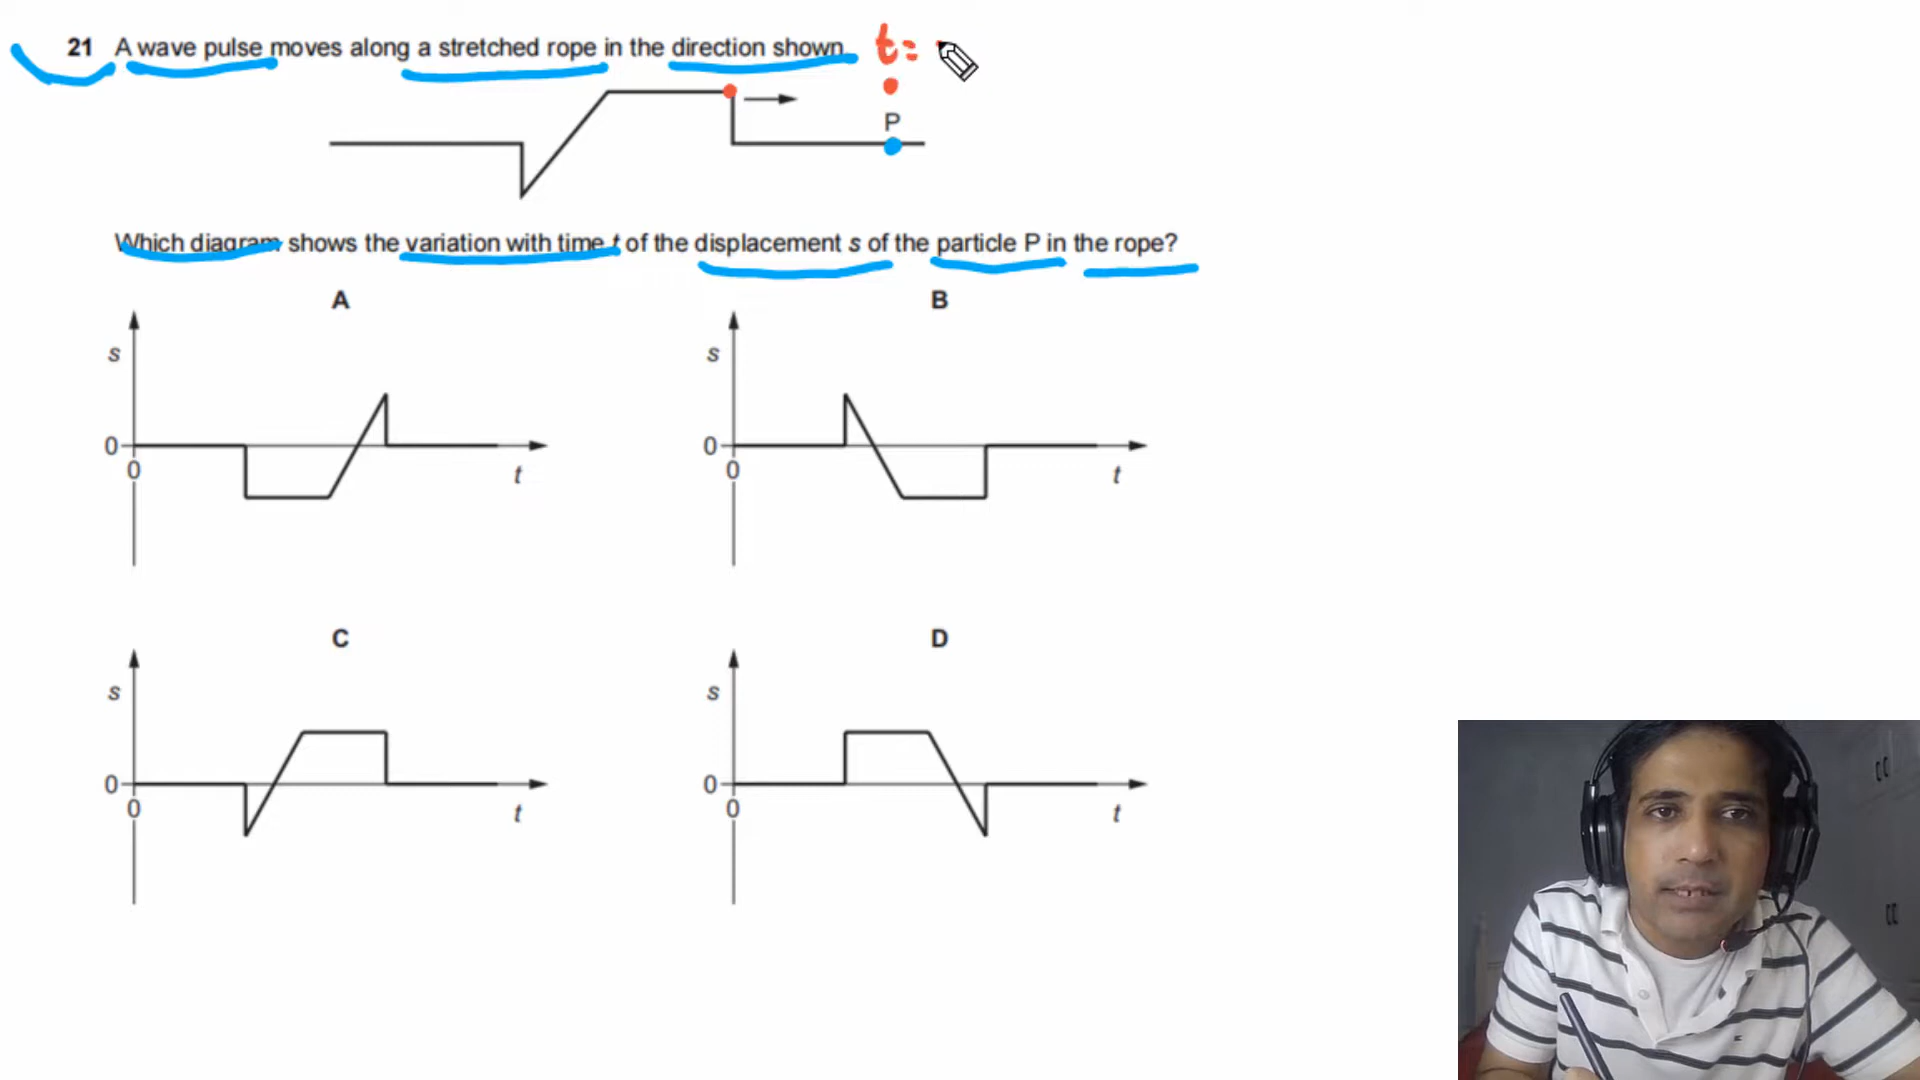 21 A wave pulse moves along a stretched rope in the direction shown.
t =
P
Which diagram shows the variation with time t of the displacement s of the particle P in the rope?
A
B
s
s
0
0
0
0
t
t
C
D
s
s
0
0
0
0
t
t